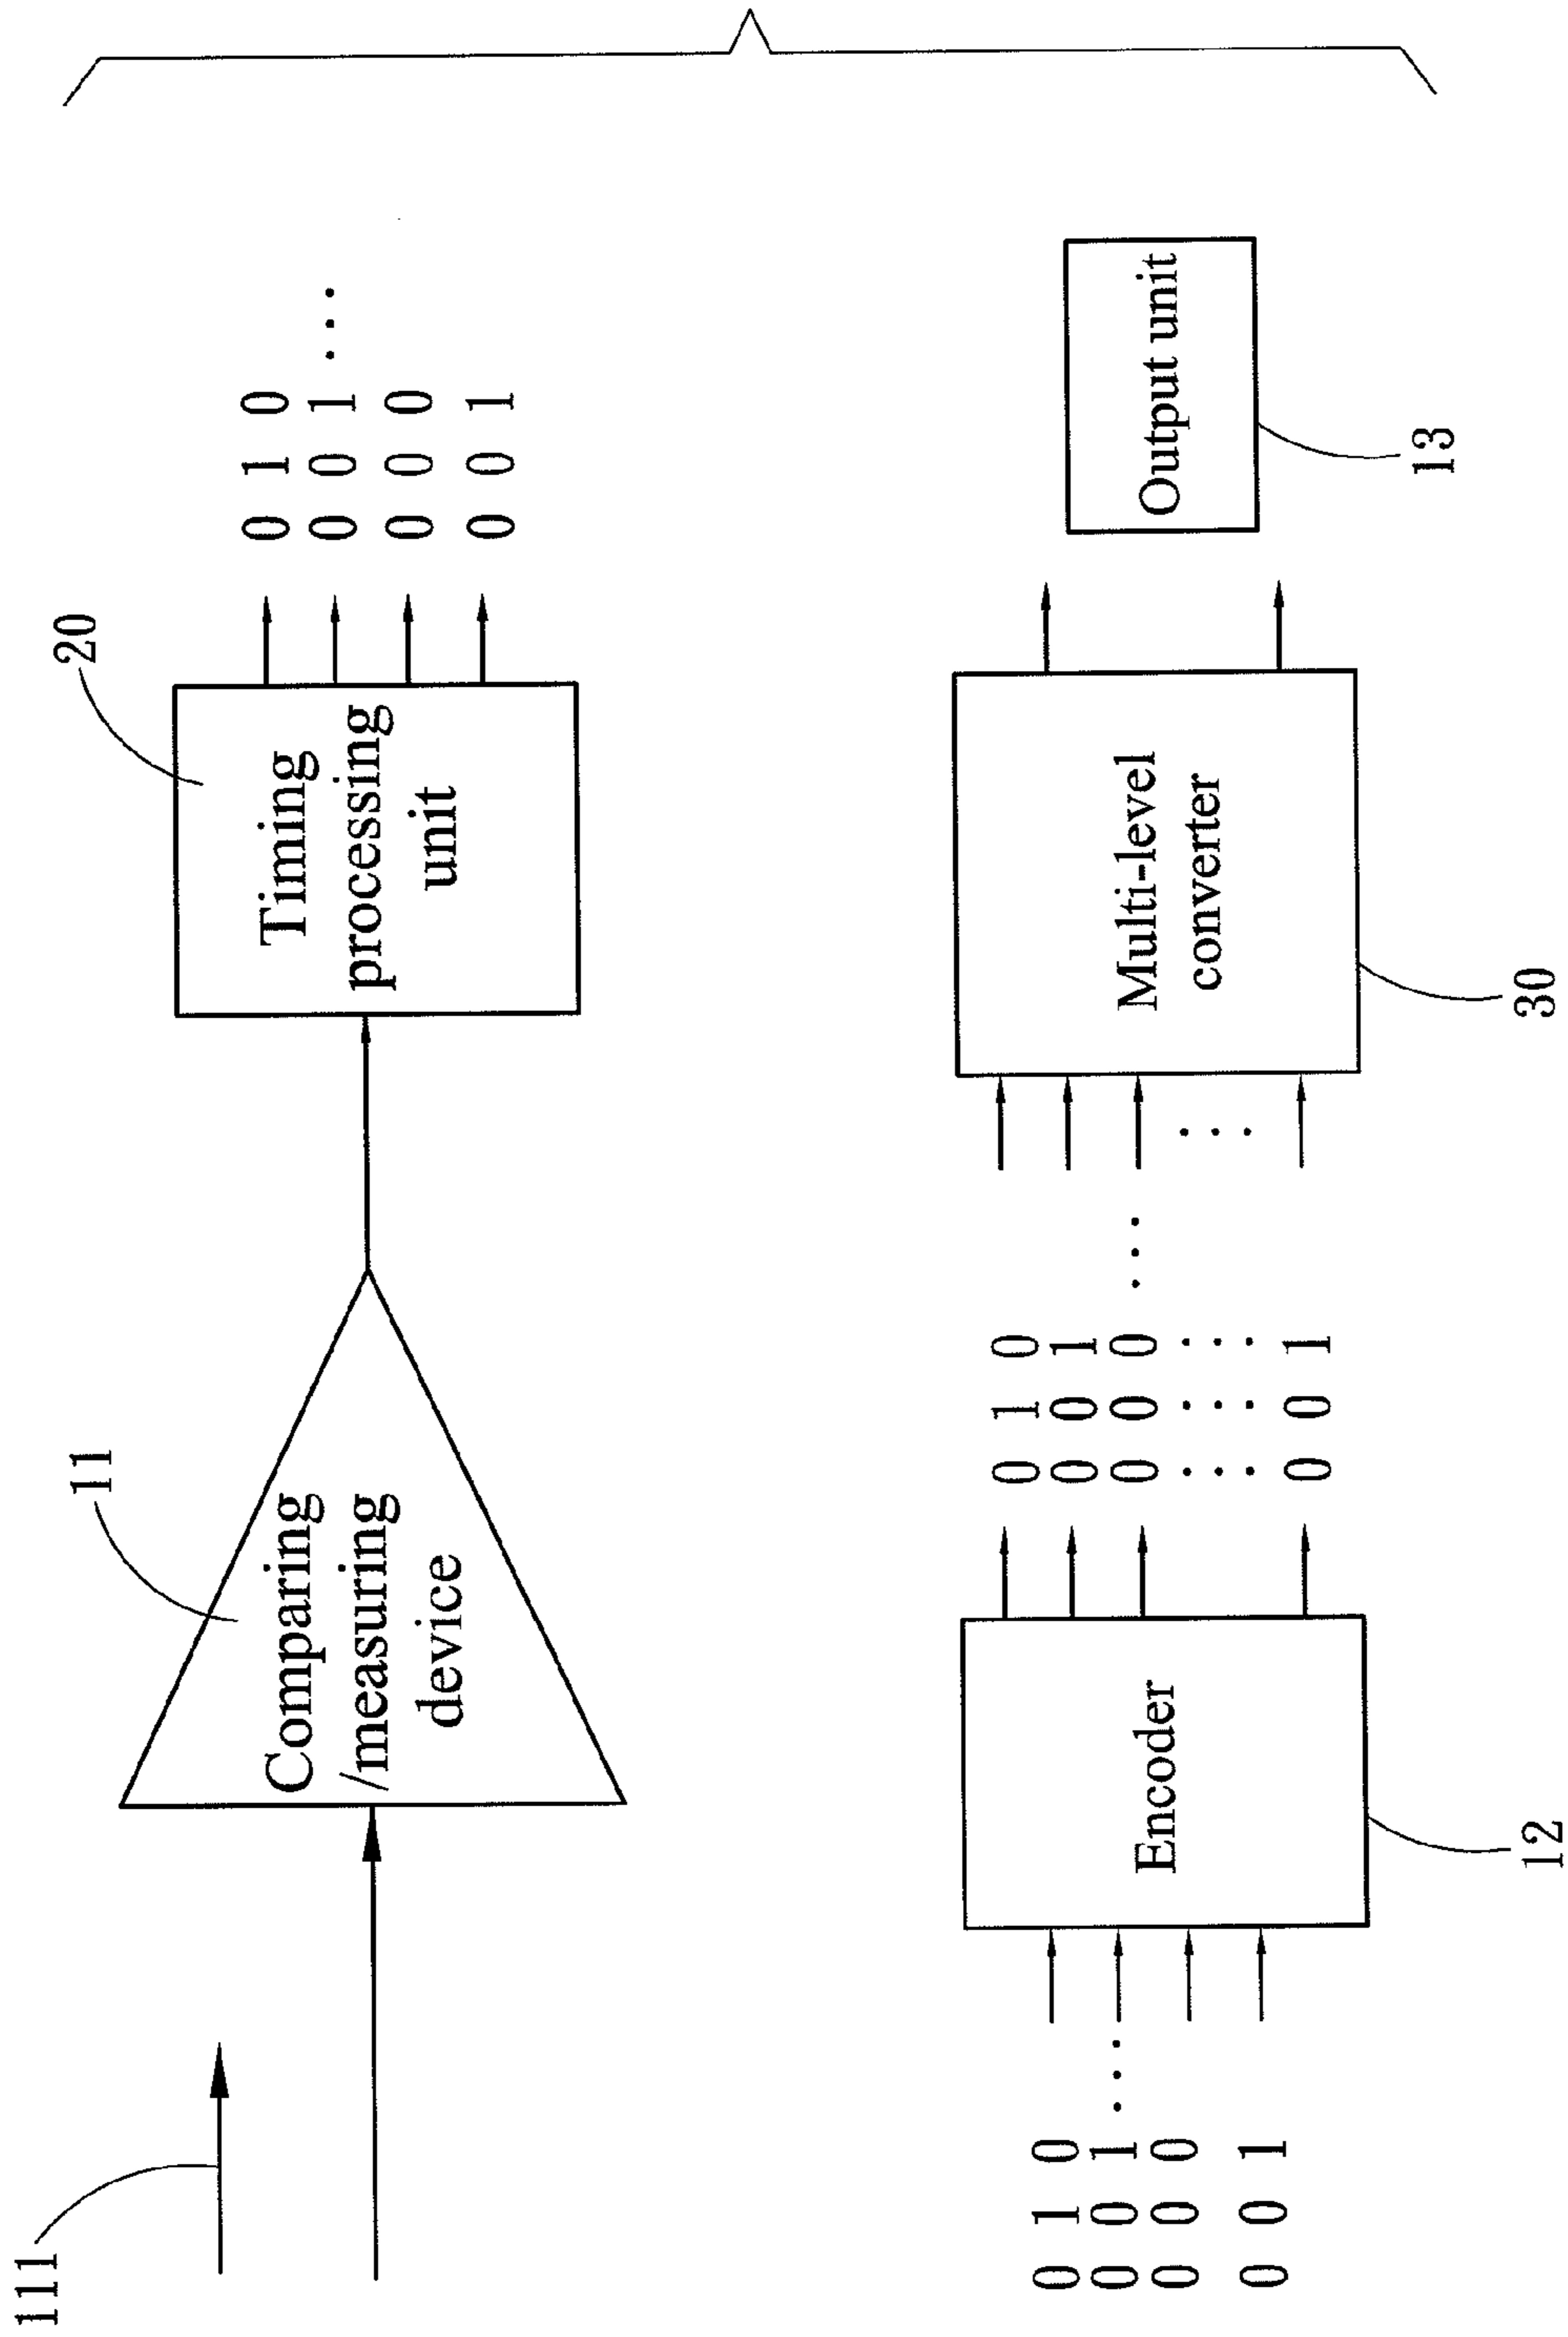 111
11
20
Comparing
/measuring
device
Timing
processing
unit
0 1 0
0 0 1 ...
0 0 0
0 0 1
0 1 0
0 0 1 ...
0 0 0
0 0 1
Encoder
12
0 1 0
0 0 1
0 0 0 ...
⋮ ⋮ ⋮
0 0 1
⋮
Multi-level
converter
30
Output unit
13